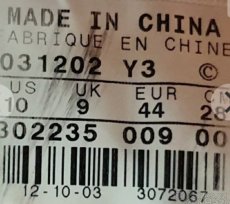 MADE IN CHINA
FABRIQUE EN CHINE
031202 Y3 ©
US UK EUR
10 9 44 28
302235 009 00
12-10-03 3072067